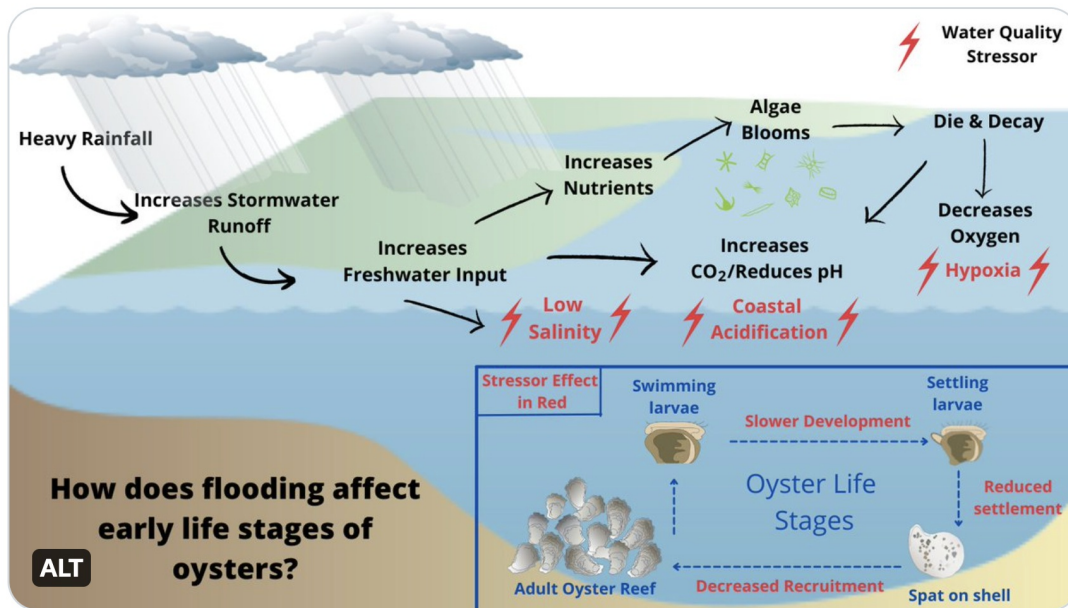 Water Quality
Stressor
Heavy Rainfall
Increases Stormwater
Runoff
Increases
Freshwater Input
Increases
Nutrients
Algae
Blooms
Die & Decay
Decreases
Oxygen
Hypoxia
Increases
CO₂/Reduces pH
Coastal
Acidification
Low
Salinity
How does flooding affect
early life stages of
oysters?
ALT
Stressor Effect
in Red
Swimming
larvae
Slower Development
Settling
larvae
Oyster Life
Stages
Reduced
settlement
Spat on shell
Decreased Recruitment
Adult Oyster Reef